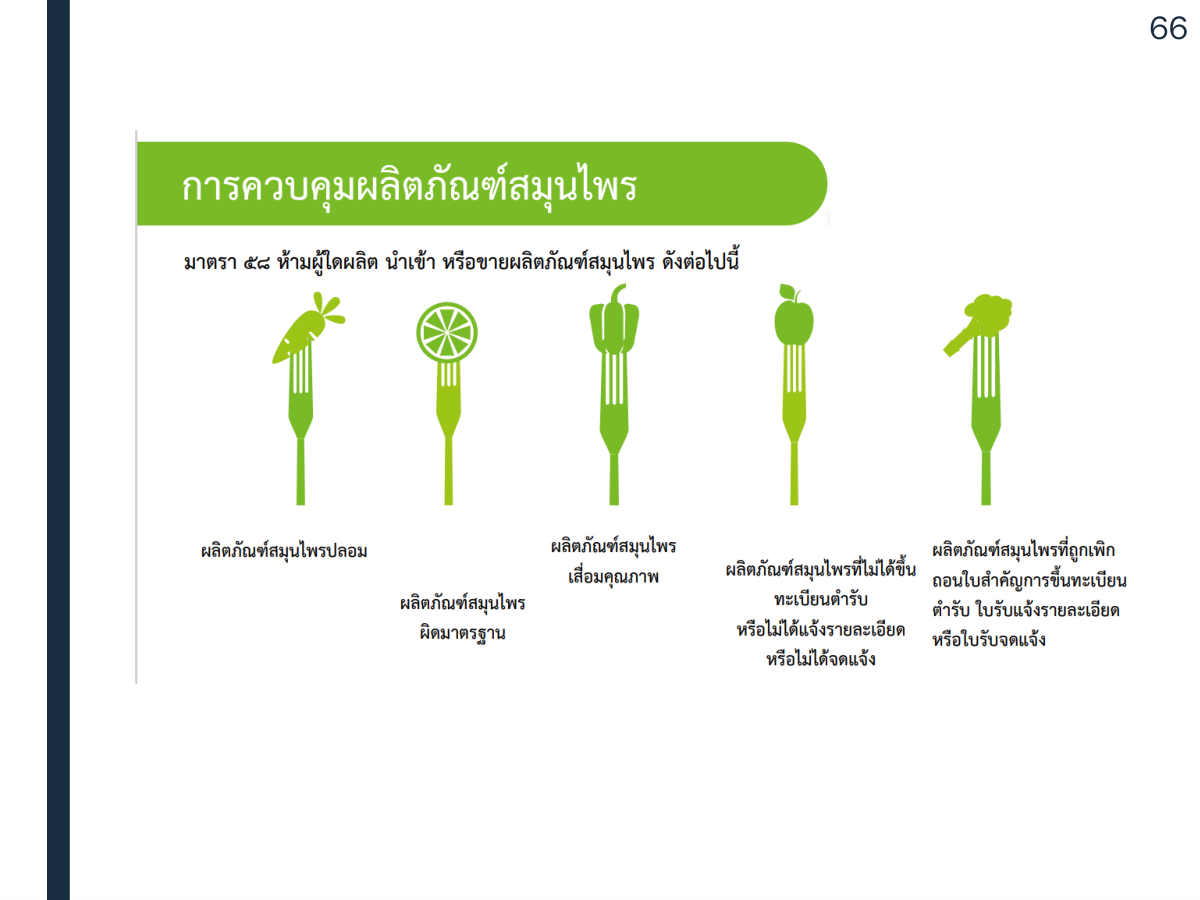 66
การควบคุมผลิตภัณฑ์สมุนไพร
มาตรา ๕๘ ห้ามผู้ใดผลิต นำเข้า หรือขายผลิตภัณฑ์สมุนไพร ดังต่อไปนี้
ผลิตภัณฑ์สมุนไพรปลอม
ผลิตภัณฑ์สมุนไพร
ผิดมาตรฐาน
ผลิตภัณฑ์สมุนไพร
เสื่อมคุณภาพ
ผลิตภัณฑ์สมุนไพรที่ไม่ได้ขึ้น
ทะเบียนตำรับ
หรือไม่ได้แจ้งรายละเอียด
หรือไม่ได้จดแจ้ง
ผลิตภัณฑ์สมุนไพรที่ถูกเพิก
ถอนใบสำคัญการขึ้นทะเบียน
ตำรับ ใบรับแจ้งรายละเอียด
หรือใบรับจดแจ้ง